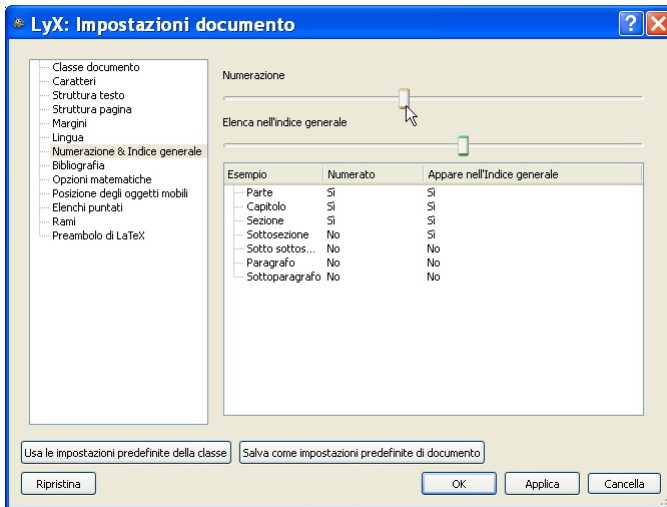 LyX: Impostazioni documento
Classe documento
Caratteri
Struttura testo
Struttura pagina
Margini
Lingua
Numerazione & Indice generale
Bibliografia
Opzioni matematiche
Posizione degli oggetti mobili
Elenchi puntati
Rami
Preambolo di LaTeX
Numerazione
Elenca nell'indice generale
Esempio Numerato Appare nell'Indice generale
Parte Sì Sì
Capitolo Sì Sì
Sezione Sì Sì
Sottosezione No Sì
Sotto sottos... No No
Paragrafo No No
Sottoparagrafo No No
Usa le impostazioni predefinite della classe Salva come impostazioni predefinite di documento
Ripristina OK Applica Cancella